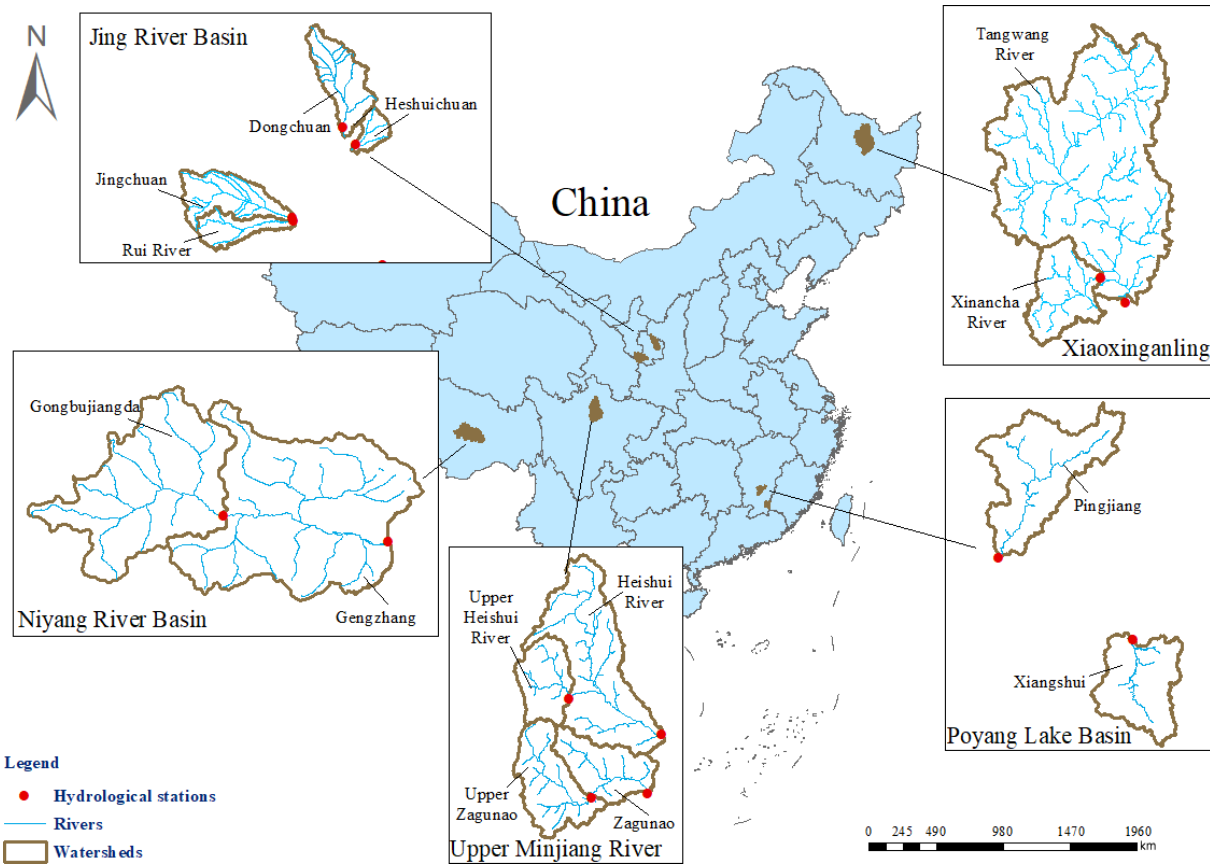 N
Jing River Basin
Dongchuan
Heshuichuan
Jingchuan
Rui River
China
Tangwang
River
Xinancha
River
Xiaoxinganling
Gongbujiangda
Gengzhang
Niyang River Basin
Upper
Heishui
River
Heishui
River
Upper
Zagunao
Zagunao
Upper Minjiang River
Pingjiang
Xiangshui
Poyang Lake Basin
Legend
Hydrological stations
Rivers
Watersheds
0 245 490 980 1470 1960
km